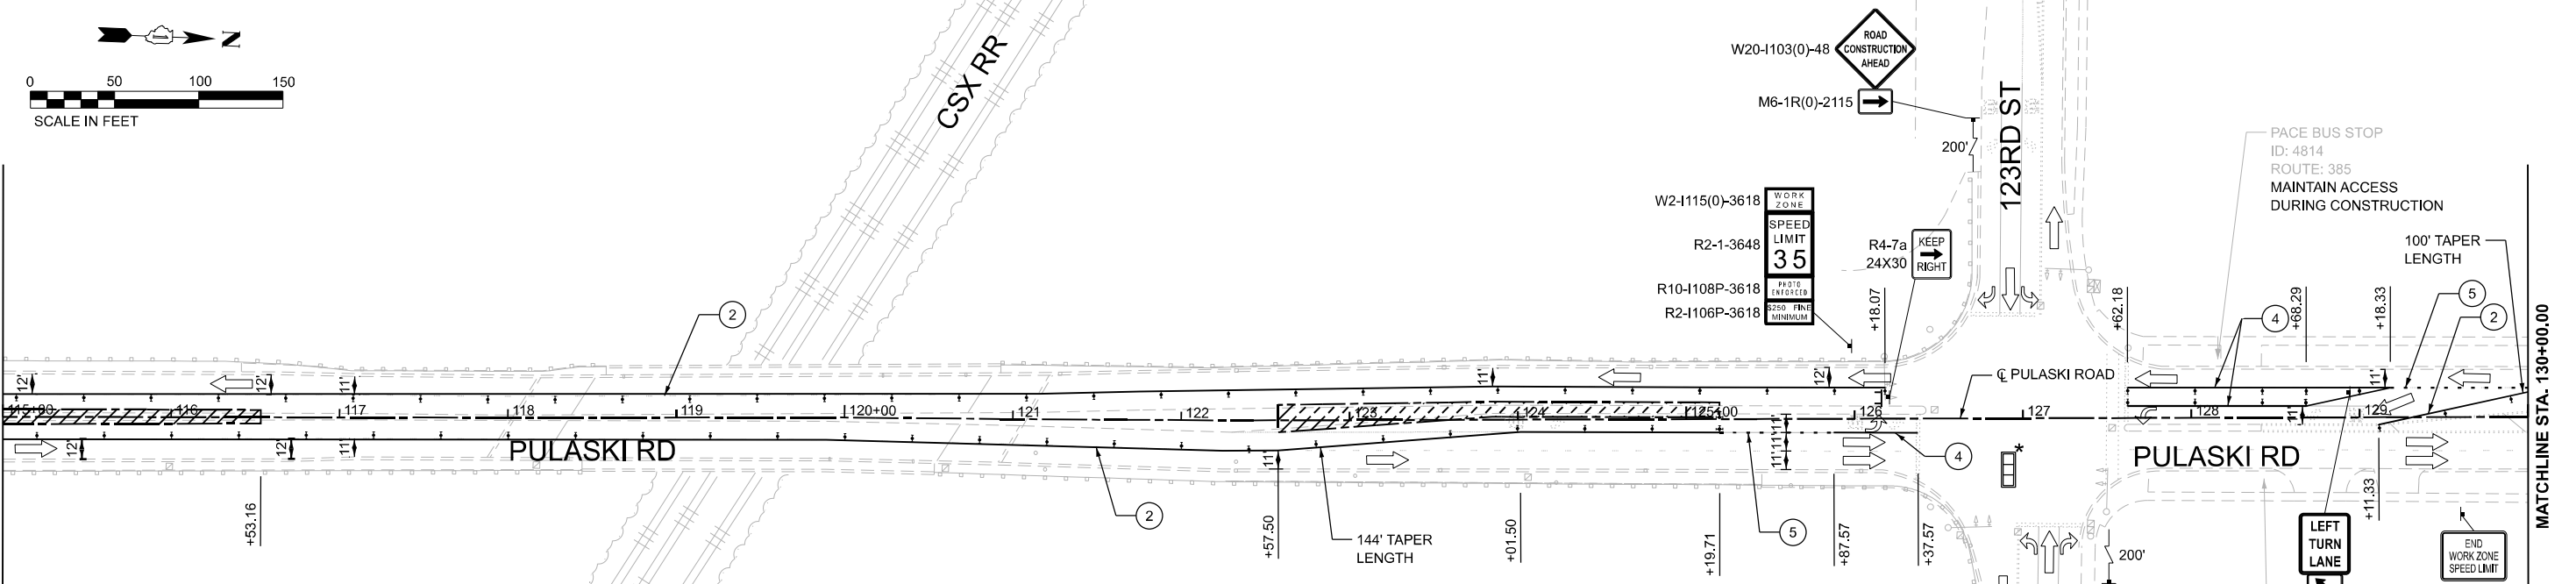 N
0 50 100 150
SCALE IN FEET
CSX RR
W20-I103(0)-48
ROAD
CONSTRUCTION
AHEAD
M6-1R(0)-2115
200'
123RD ST
PACE BUS STOP
ID: 4814
ROUTE: 385
MAINTAIN ACCESS
DURING CONSTRUCTION
W2-I115(0)-3618
WORK
ZONE
R2-1-3648
SPEED
LIMIT
35
R10-I108P-3618
PHOTO
ENFORCED
R2-I106P-3618
$250 FINE
MINIMUM
R4-7a
24X30
KEEP
RIGHT
100' TAPER
LENGTH
+18.07
+62.18
+68.29
+18.33
2
4
5
2
MATCHLINE STA. 130+00.00
12'
12'
11'
11'
12'
11'
℄ PULASKI ROAD
115+00 116 117 118 119 120+00 121 122 123 124 125+00 126 127 128 129
12'
12'
11'
11'
11'
11'
11'
11'
11'
PULASKI RD
PULASKI RD
*
2
4
5
+53.16
+57.50
144' TAPER
LENGTH
+01.50
+19.71
+87.57
+37.57
+11.33
200'
LEFT
TURN
LANE
END
WORK ZONE
SPEED LIMIT